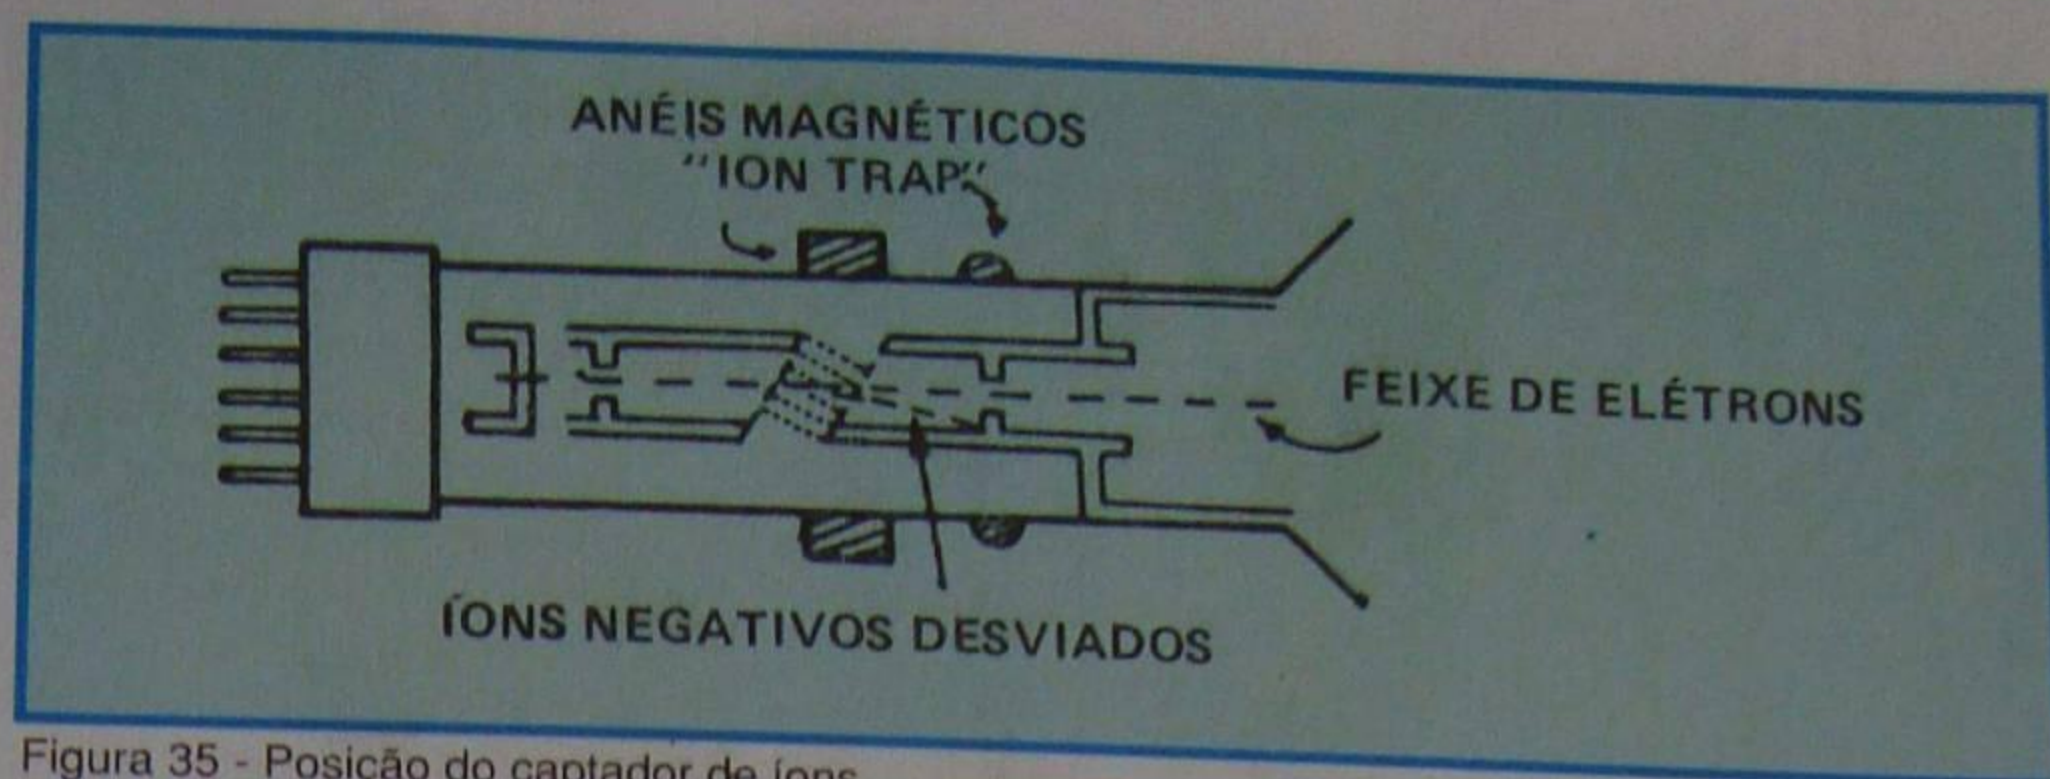 ANÉIS MAGNÉTICOS
"ION TRAP"
FEIXE DE ELÉTRONS
ÍONS NEGATIVOS DESVIADOS
Figura 35 - Posição do captador de íons